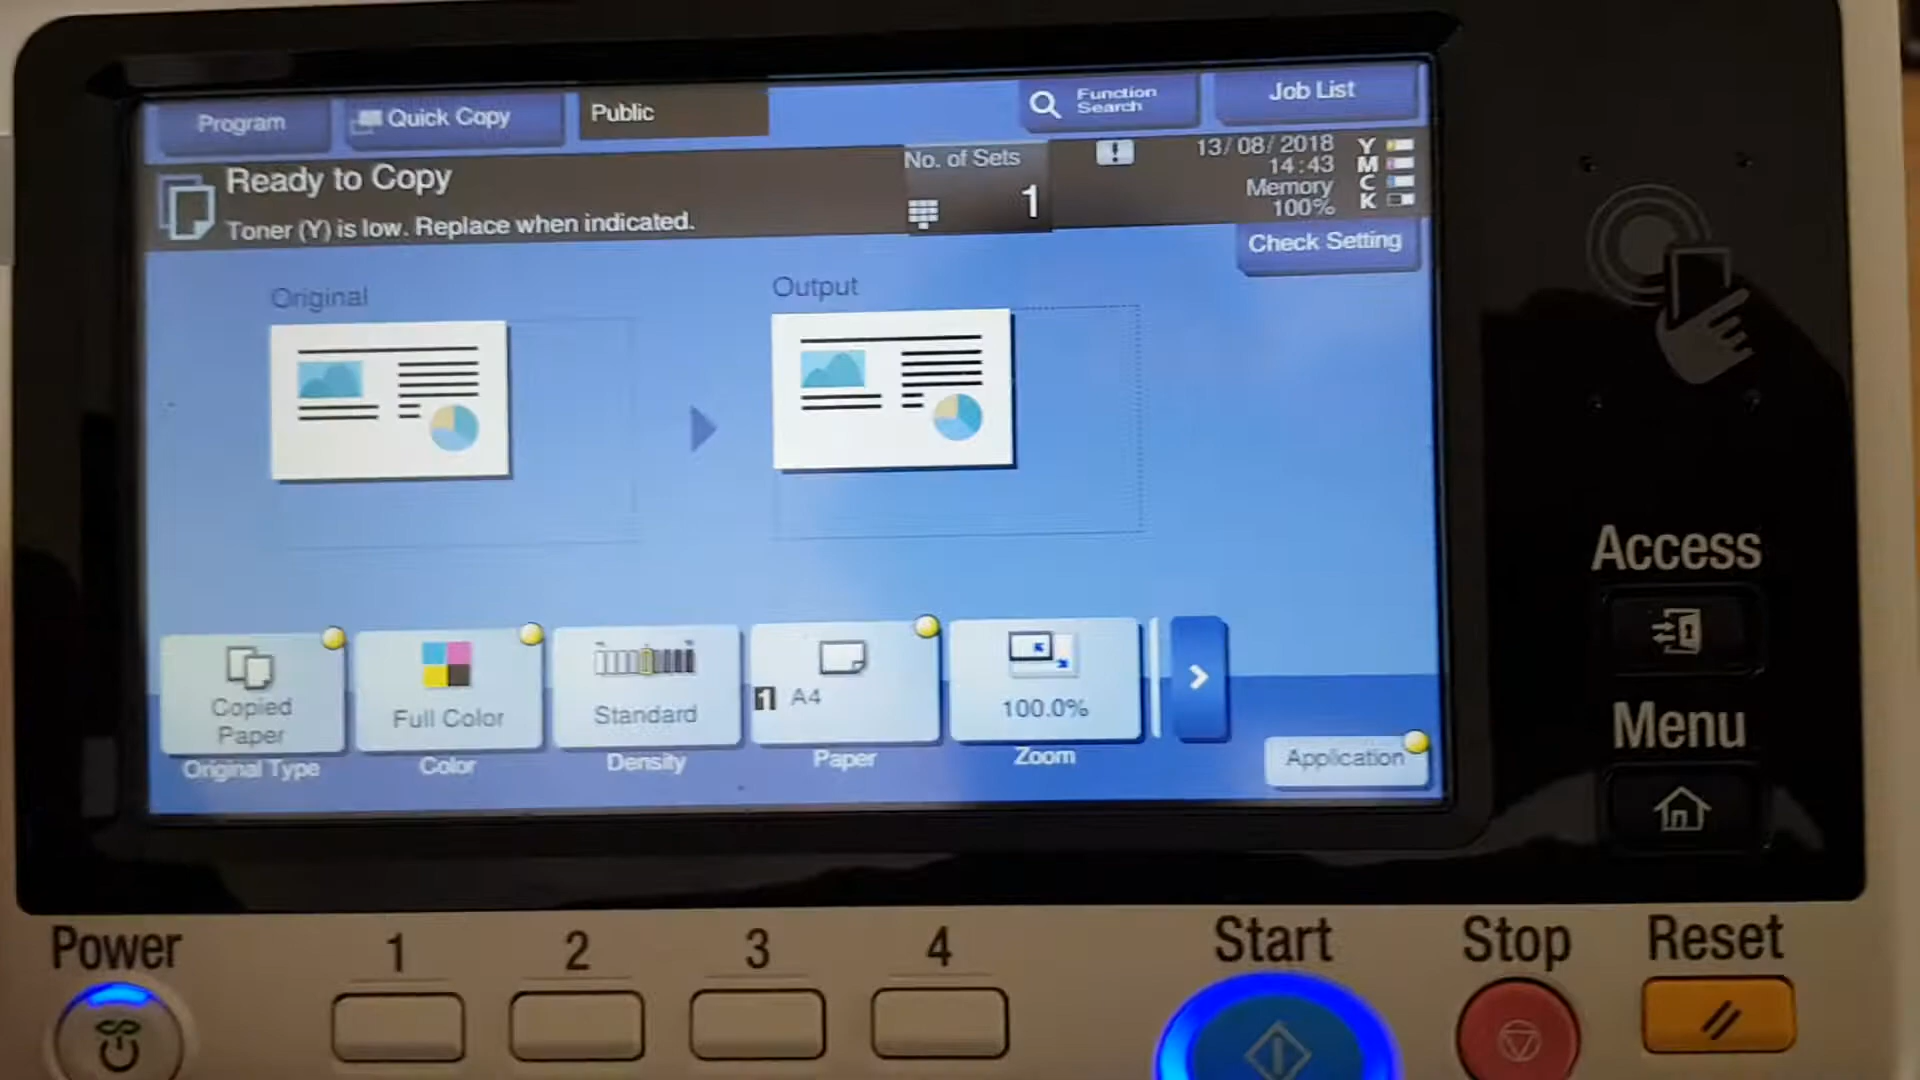 Program
Quick Copy
Public
Function
Search
Job List
Ready to Copy
Toner (Y) is low. Replace when indicated.
No. of Sets
1
13/08/2018
14:43
Memory
100%
Y
M
C
K
Check Setting
Original
Output
Copied
Paper
Original Type
Full Color
Color
Standard
Density
1 A4
Paper
100.0%
Zoom
Application
Access
Menu
Power
1
2
3
4
Start
Stop
Reset